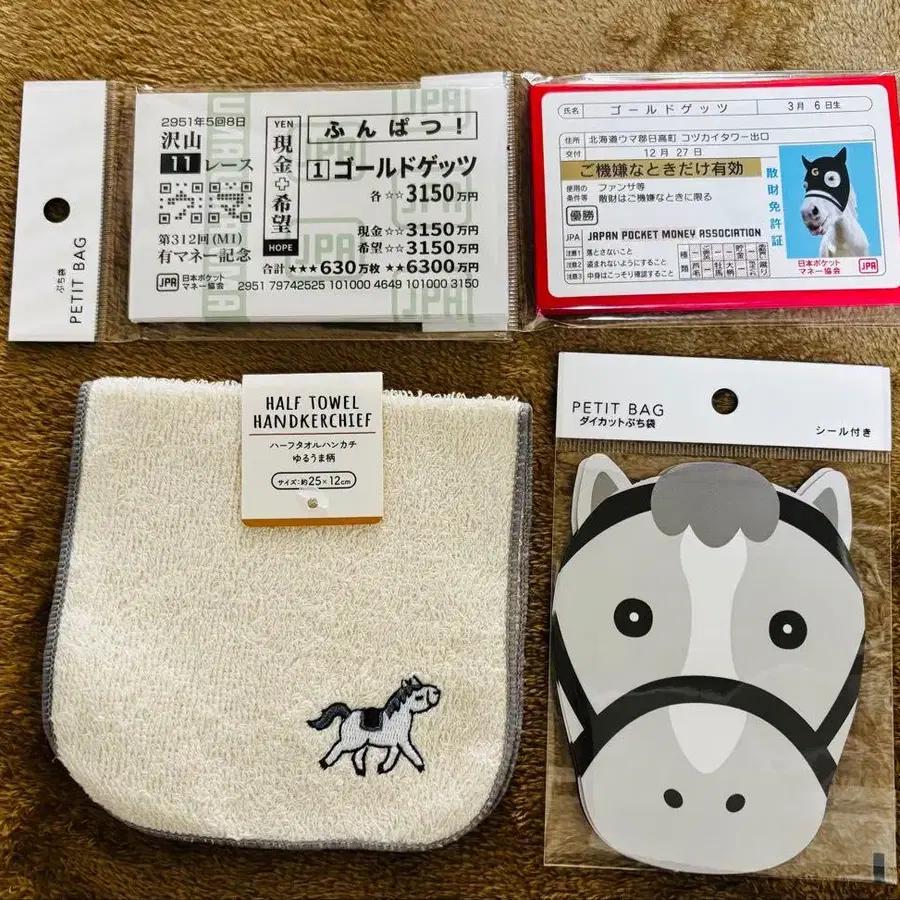 ぷち袋
PETIT BAG
2951年5回8日
沢山
11レース
第312回(M1)
有マネー記念
JPA
日本ポケット
マネー協会
YEN
現金+希望
HOPE
ふんぱつ!
1 ゴールドゲッツ
各☆☆3150万円
現金☆☆3150万円
希望☆☆3150万円
合計★★★630万枚 ★★6300万円
2951 79742525 101000 4649 101000 3150
JPA
UMA
JPA
氏名 ゴールドゲッツ 3月 6日生
住所 北海道ウマ郡日高町 コヅカイタワー出口
交付 12月 27日
ご機嫌なときだけ有効
使用の条件等
ファンサ等
散財はご機嫌なときに限る
優勝
散財免許証
G
JPA JAPAN POCKET MONEY ASSOCIATION
注意1 落とさないこと
注意2 盗まれないようにすること
注意3 中身はこっそり確認すること
種類
日本ポケット
マネー協会
JPA
HALF TOWEL
HANDKERCHIEF
ハーフタオルハンカチ
ゆるうま柄
サイズ:約25×12cm
PETIT BAG
ダイカットぷち袋
シール付き